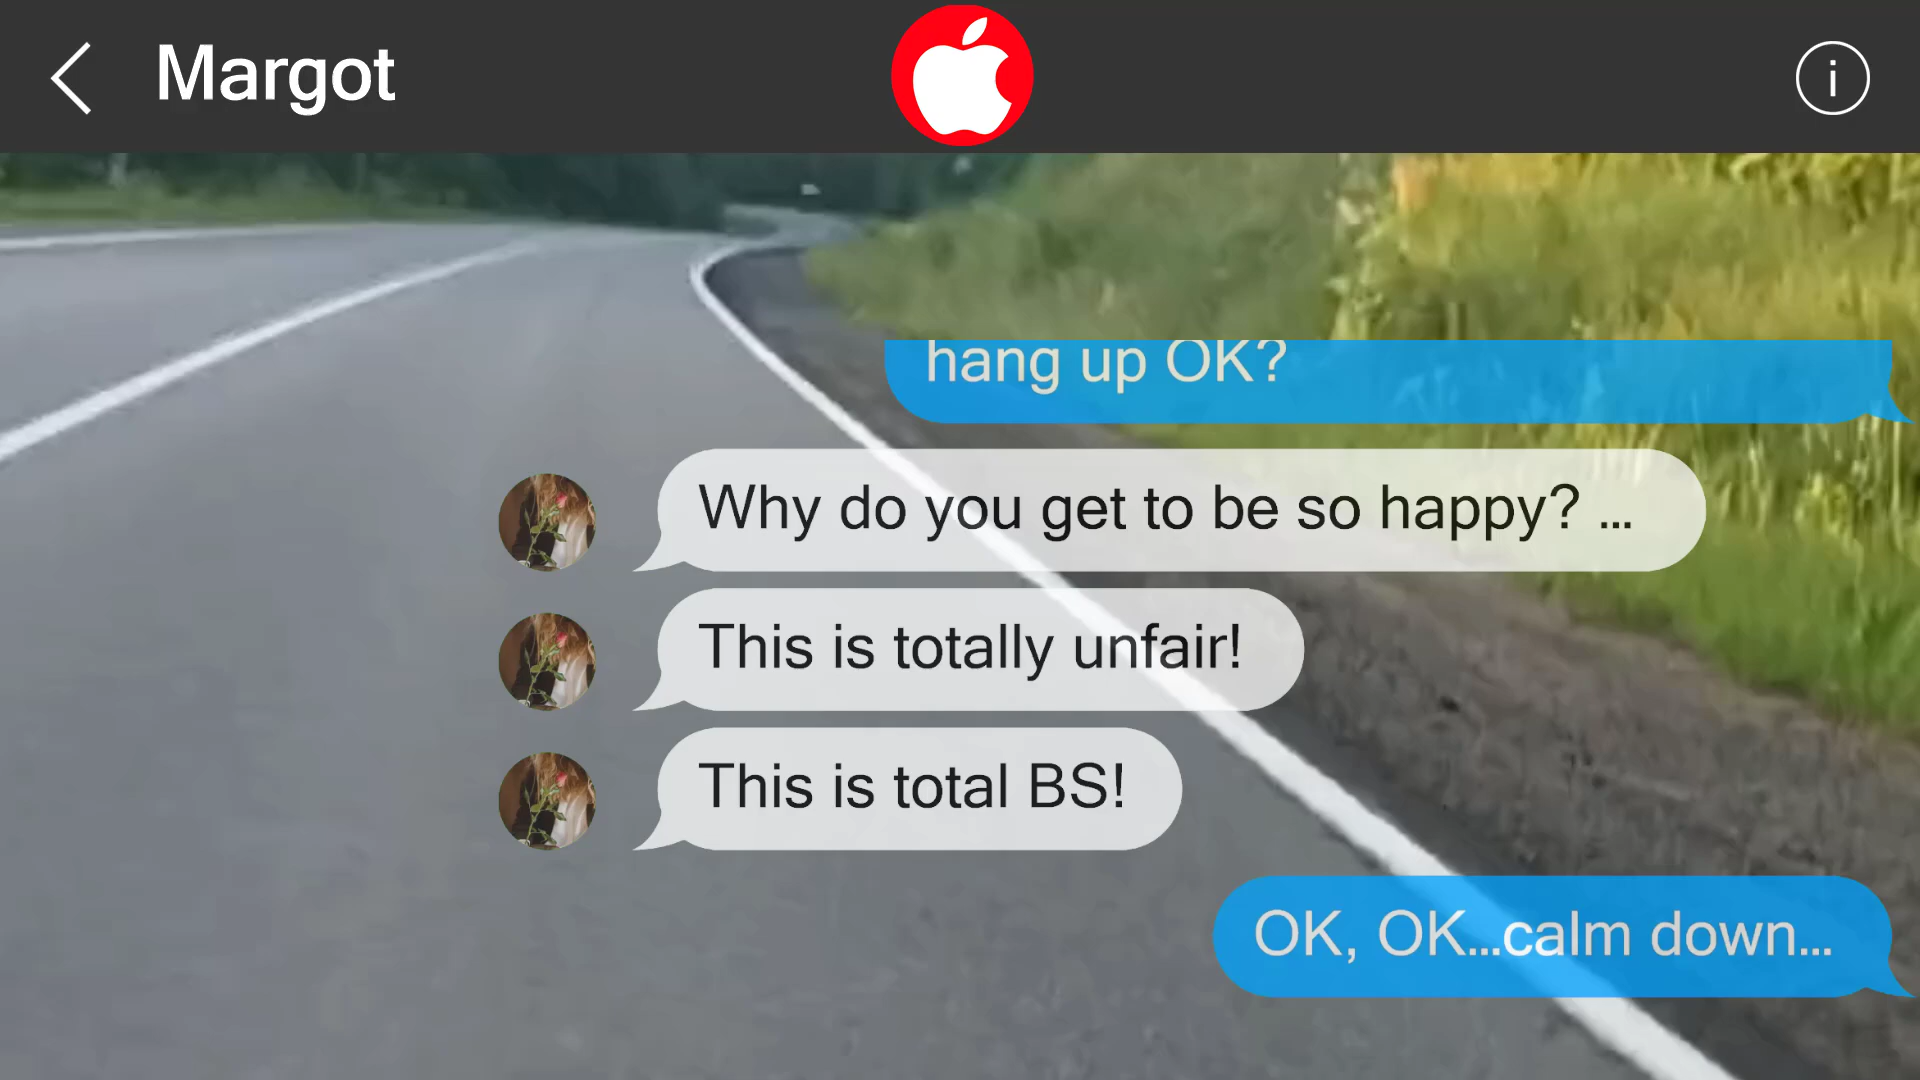 Margot
hang up OK?
Why do you get to be so happy? ...
This is totally unfair!
This is total BS!
OK, OK...calm down...